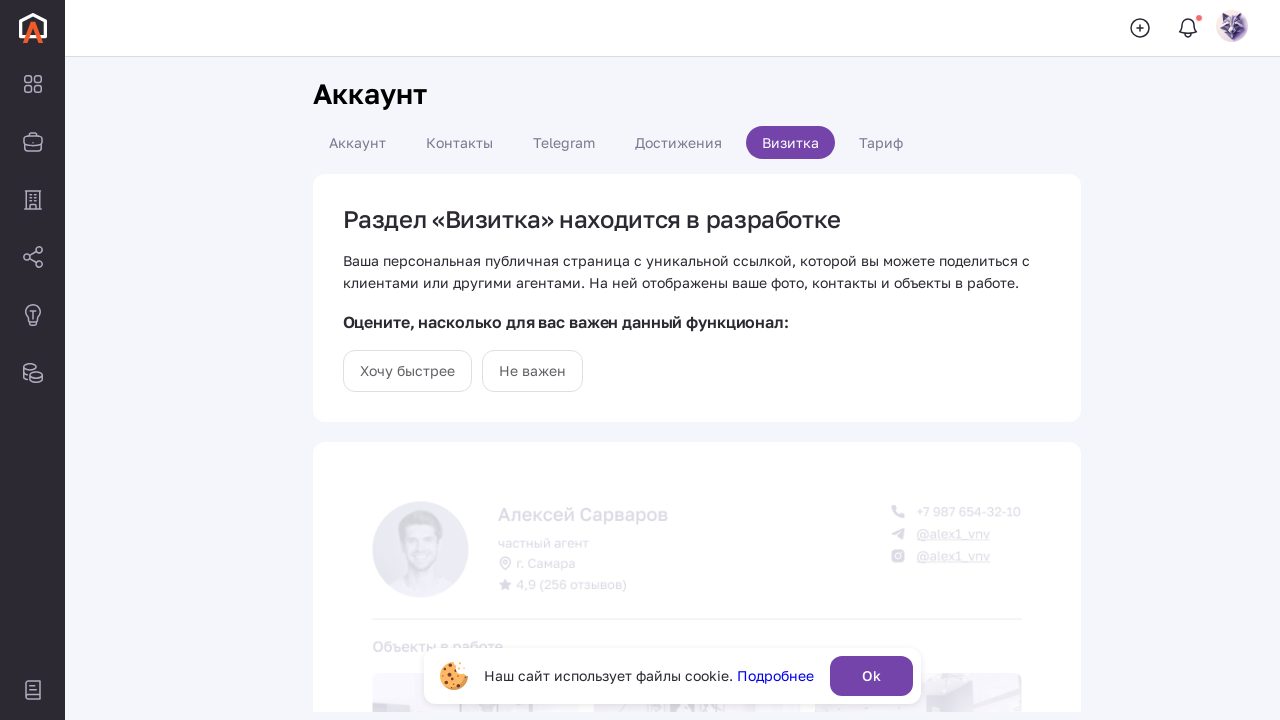 Аккаунт
Аккаунт Контакты Telegram Достижения Визитка Тариф
Раздел «Визитка» находится в разработке
Ваша персональная публичная страница с уникальной ссылкой, которой вы можете поделиться с
клиентами или другими агентами. На ней отображены ваше фото, контакты и объекты в работе.
Оцените, насколько для вас важен данный функционал:
Хочу быстрее Не важен
Алексей Сарваров
частный агент
г. Самара
4,9 (256 отзывов)
+7 987 654-32-10
@alex1_vnv
@alex1_vnv
Объекты в работе
Наш сайт использует файлы cookie. Подробнее Ok